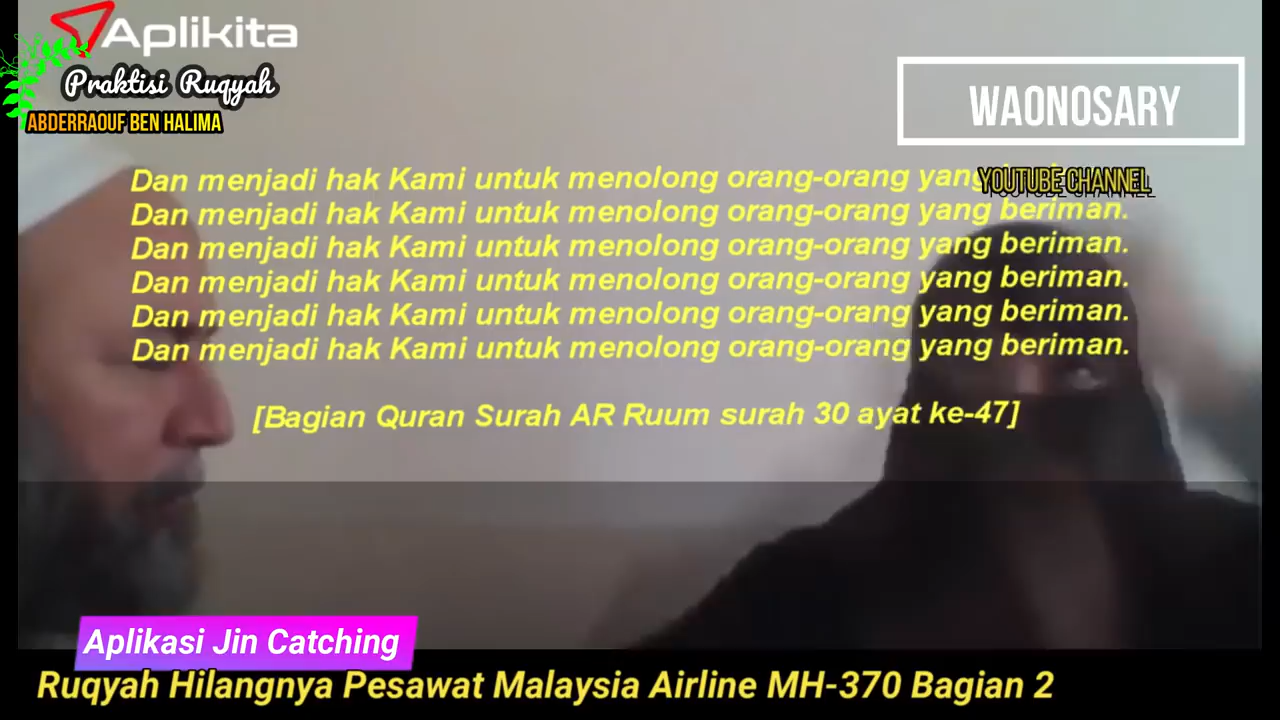 Aplikita
Praktisi Ruqyah
ABDERRAOUF BEN HALIMA
WAONOSARY
YOUTUBE CHANNEL
Dan menjadi hak Kami untuk menolong orang-orang yang
Dan menjadi hak Kami untuk menolong orang-orang yang beriman.
Dan menjadi hak Kami untuk menolong orang-orang yang beriman.
Dan menjadi hak Kami untuk menolong orang-orang yang beriman.
Dan menjadi hak Kami untuk menolong orang-orang yang beriman.
Dan menjadi hak Kami untuk menolong orang-orang yang beriman.
[Bagian Quran Surah AR Ruum surah 30 ayat ke-47]
Aplikasi Jin Catching
Ruqyah Hilangnya Pesawat Malaysia Airline MH-370 Bagian 2